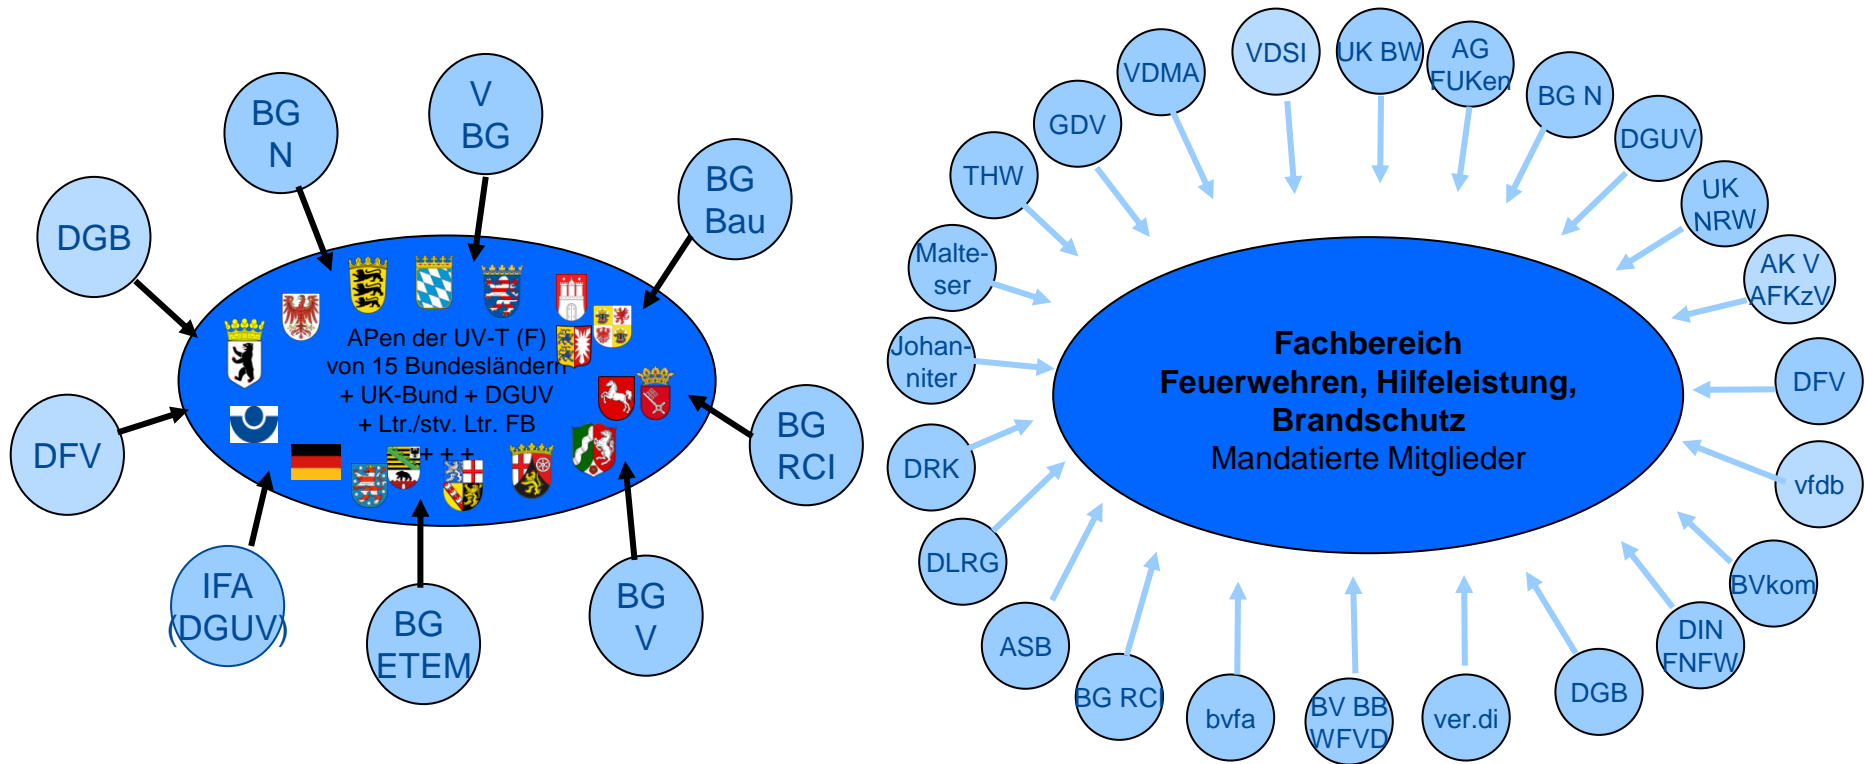 BG
N
V
BG
BG
Bau
DGB
DFV
IFA
(DGUV)
BG
ETEM
BG
V
BG
RCI
APen der UV-T (F)
von 15 Bundesländern
+ UK-Bund + DGUV
+ Ltr./stv. Ltr. FB
+ + +
VDSI
UK BW
AG
FUKen
BG N
DGUV
UK
NRW
AK V
AFKzV
DFV
vfdb
BVkom
DIN
FNFW
DGB
ver.di
BV BB
WFVD
bvfa
BG RCI
ASB
DLRG
DRK
Johan-
niter
Malte-
ser
THW
GDV
VDMA
Fachbereich
Feuerwehren, Hilfeleistung,
Brandschutz
Mandatierte Mitglieder